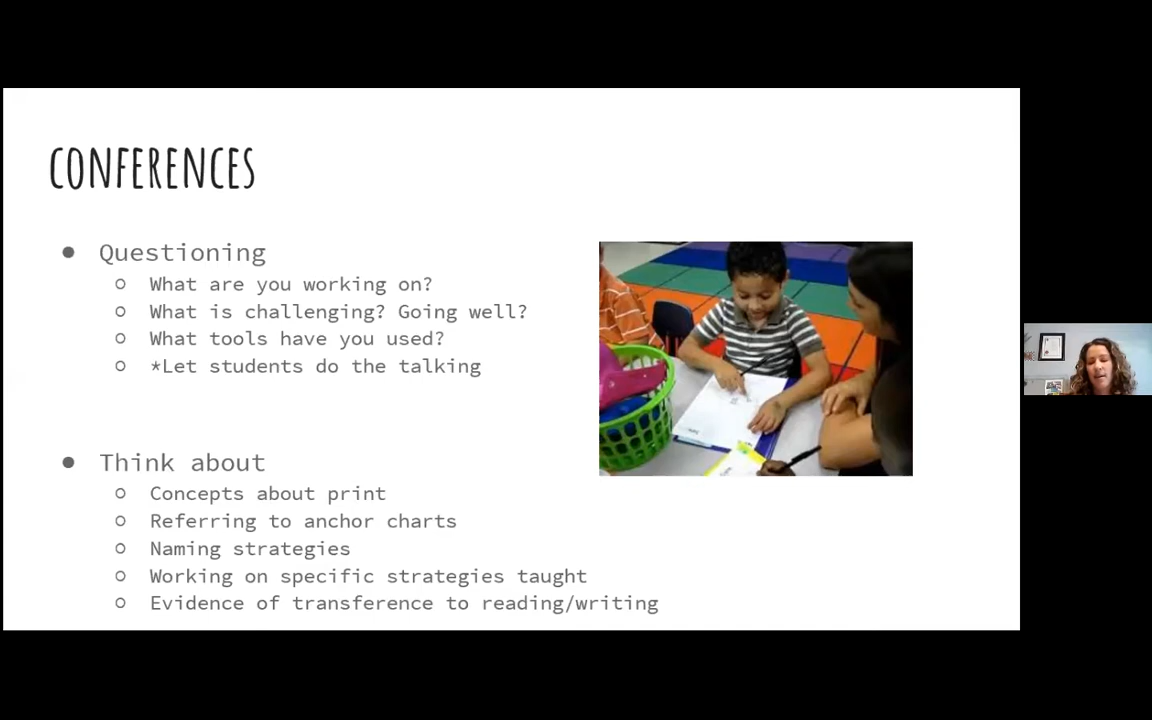 CONFERENCES
Questioning
What are you working on?
What is challenging? Going well?
What tools have you used?
*Let students do the talking
Think about
Concepts about print
Referring to anchor charts
Naming strategies
Working on specific strategies taught
Evidence of transference to reading/writing